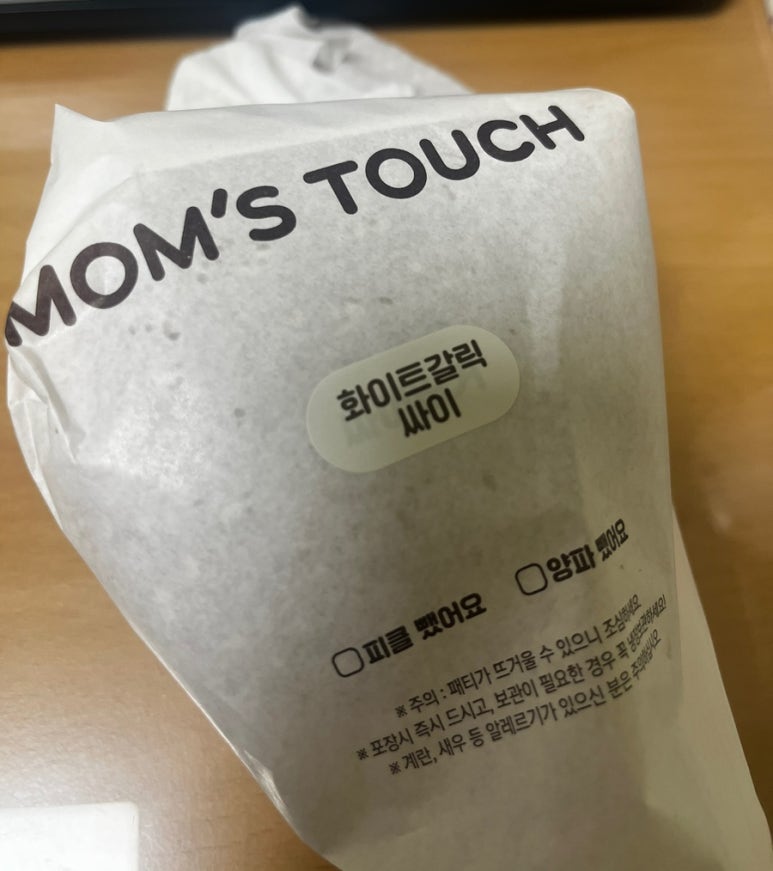 MOM'S TOUCH
화이트갈릭
싸이
피클 뺐어요 양파 뺐어요
※ 주의 : 패티가 뜨거울 수 있으니 조심하세요
※ 포장시 즉시 드시고, 보관이 필요한 경우 꼭 냉장보관하세요!
※ 계란, 새우 등 알레르기가 있으신 분은 주의하십시오